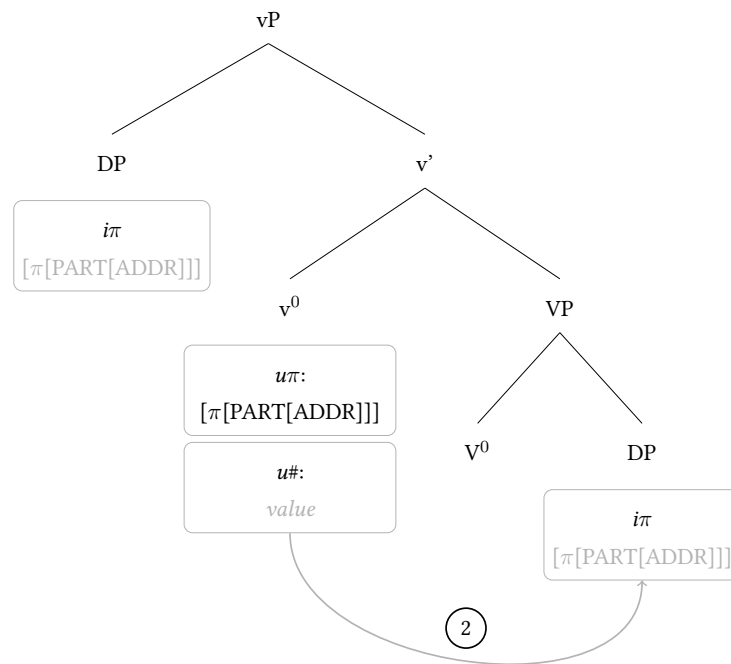 vP
DP
v’
iπ
[π[PART[ADDR]]]
v⁰
VP
uπ:
[π[PART[ADDR]]]
V⁰
DP
u#:
value
iπ
[π[PART[ADDR]]]
2